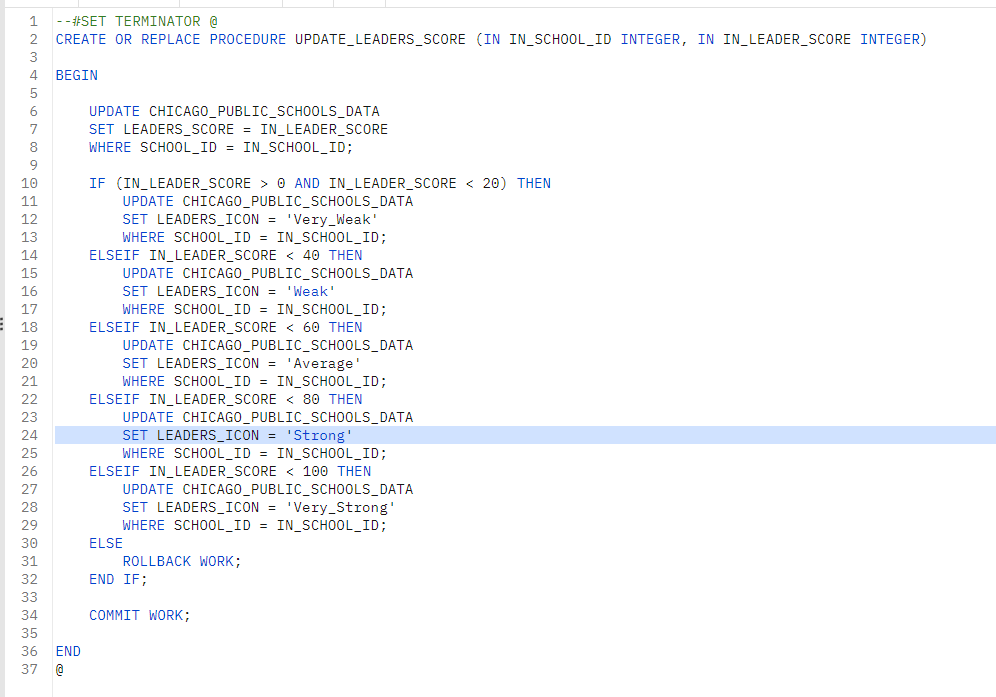 1 --#SET TERMINATOR @
2 CREATE OR REPLACE PROCEDURE UPDATE_LEADERS_SCORE (IN IN_SCHOOL_ID INTEGER, IN IN_LEADER_SCORE INTEGER)
3
4 BEGIN
5
6     UPDATE CHICAGO_PUBLIC_SCHOOLS_DATA
7     SET LEADERS_SCORE = IN_LEADER_SCORE
8     WHERE SCHOOL_ID = IN_SCHOOL_ID;
9
10     IF (IN_LEADER_SCORE > 0 AND IN_LEADER_SCORE < 20) THEN
11         UPDATE CHICAGO_PUBLIC_SCHOOLS_DATA
12         SET LEADERS_ICON = 'Very_Weak'
13         WHERE SCHOOL_ID = IN_SCHOOL_ID;
14     ELSEIF IN_LEADER_SCORE < 40 THEN
15         UPDATE CHICAGO_PUBLIC_SCHOOLS_DATA
16         SET LEADERS_ICON = 'Weak'
17         WHERE SCHOOL_ID = IN_SCHOOL_ID;
18     ELSEIF IN_LEADER_SCORE < 60 THEN
19         UPDATE CHICAGO_PUBLIC_SCHOOLS_DATA
20         SET LEADERS_ICON = 'Average'
21         WHERE SCHOOL_ID = IN_SCHOOL_ID;
22     ELSEIF IN_LEADER_SCORE < 80 THEN
23         UPDATE CHICAGO_PUBLIC_SCHOOLS_DATA
24         SET LEADERS_ICON = 'Strong'
25         WHERE SCHOOL_ID = IN_SCHOOL_ID;
26     ELSEIF IN_LEADER_SCORE < 100 THEN
27         UPDATE CHICAGO_PUBLIC_SCHOOLS_DATA
28         SET LEADERS_ICON = 'Very_Strong'
29         WHERE SCHOOL_ID = IN_SCHOOL_ID;
30     ELSE
31         ROLLBACK WORK;
32     END IF;
33
34     COMMIT WORK;
35
36 END
37 @